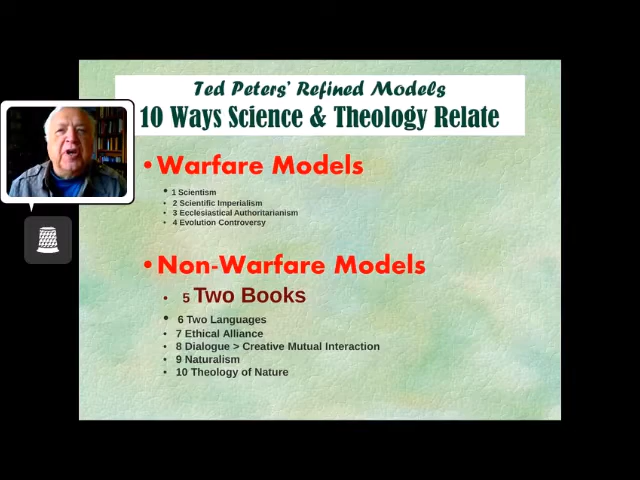 Ted Peters' Refined Models
10 Ways Science & Theology Relate
• Warfare Models
• 1 Scientism
• 2 Scientific Imperialism
• 3 Ecclesiastical Authoritarianism
• 4 Evolution Controversy
• Non-Warfare Models
• 5 Two Books
• 6 Two Languages
• 7 Ethical Alliance
• 8 Dialogue > Creative Mutual Interaction
• 9 Naturalism
• 10 Theology of Nature